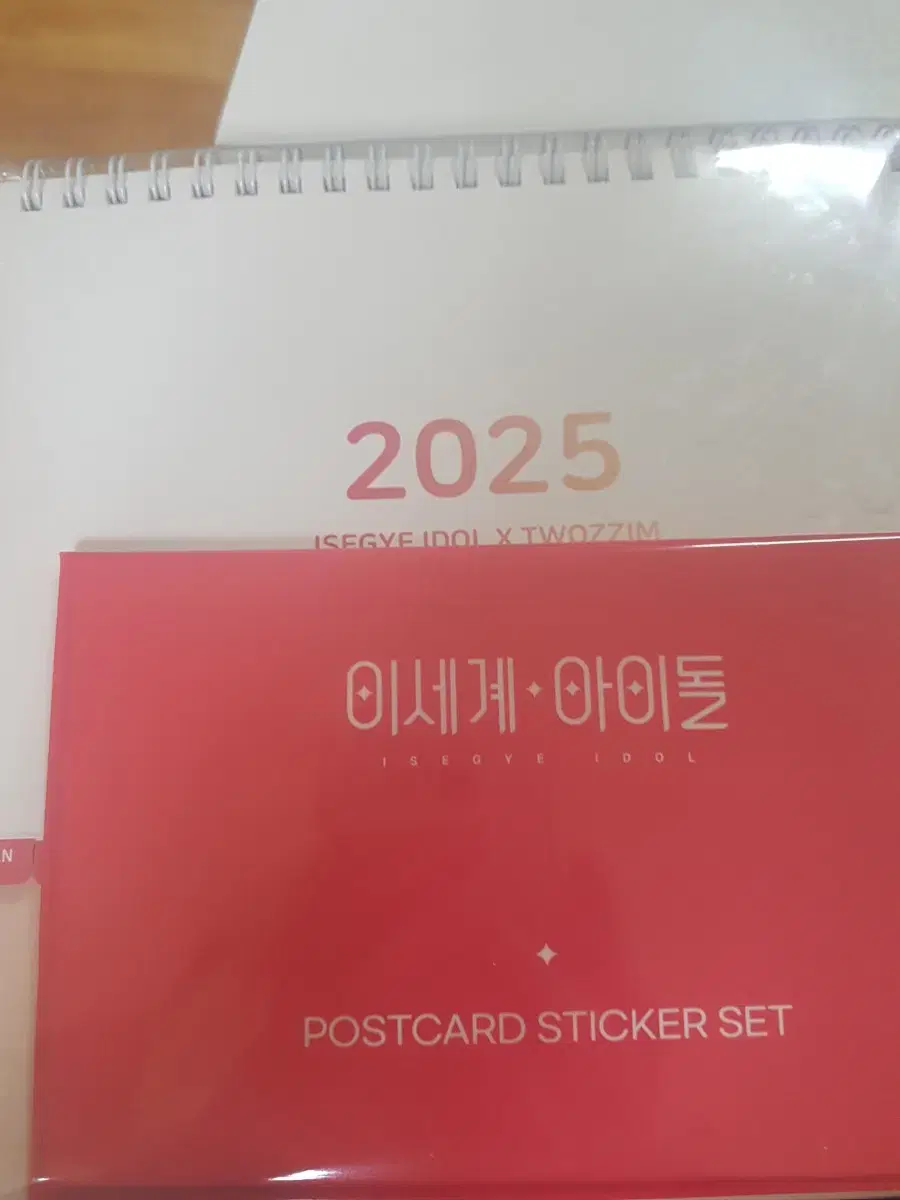 2025
ISEGYE IDOL X TWOZZIM
이세계·아이돌
ISEGYE IDOL
N
POSTCARD STICKER SET